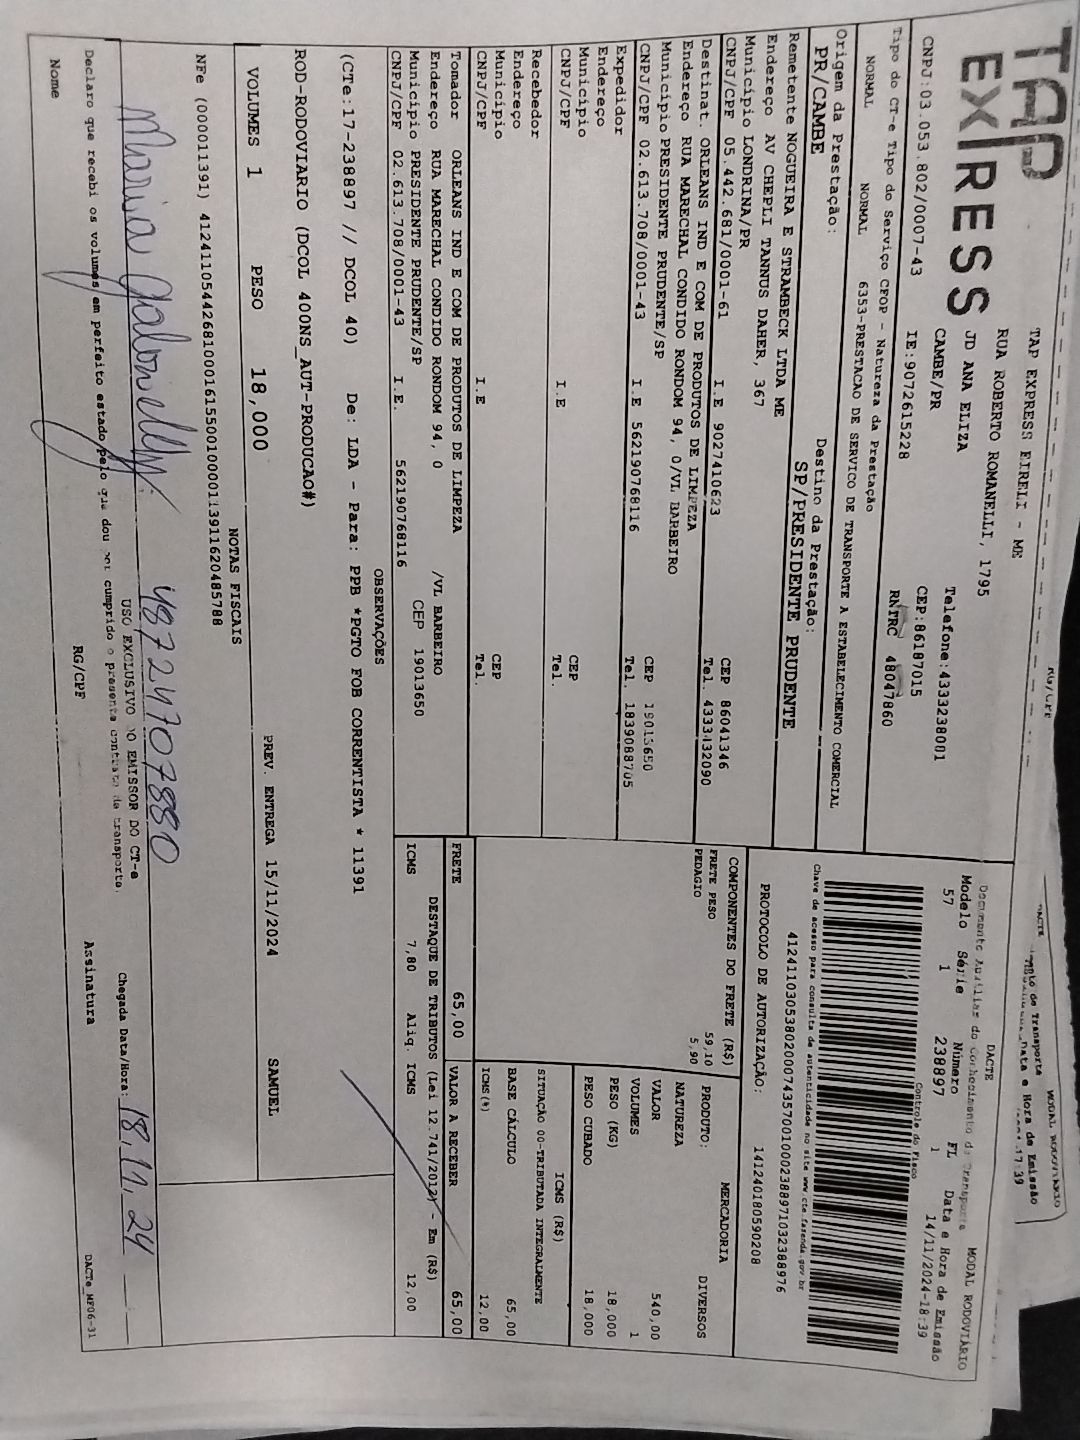 TAP
EXPRESS
TAP EXPRESS EIRELI - ME
RUA ROBERTO ROMANELLI, 1795
JD ANA ELIZA
CAMBE/PR
Telefone:4333238001
CEP:86187015
CNPJ:03.053.802/0007-43 IE:9072615228 RNTRC 48047860
DACTE MODAL RODOVIÁRIO
Documento Auxiliar do Conhecimento de Transporte
Modelo Série Número FL Data e Hora de Emissão
57 1 238897 1 14/11/2024-18:39
Controle do Fisco
Tipo do CT-e Tipo do Serviço CFOP - Natureza da Prestação
NORMAL NORMAL 6353-PRESTACAO DE SERVICO DE TRANSPORTE A ESTABELECIMENTO COMERCIAL
Chave de acesso para consulta de autenticidade no site www.cte.fazenda.gov.br
41241103053802000743570010002388971032388976
Origem da Prestação: Destino da Prestação:
PR/CAMBE SP/PRESIDENTE PRUDENTE
PROTOCOLO DE AUTORIZAÇÃO: 141240180590208
Remetente NOGUEIRA E STRAMBECK LTDA ME
Endereço AV CHEPLI TANNUS DAHER, 367
Município LONDRINA/PR CEP 86041346
CNPJ/CPF 05.442.681/0001-61 I.E 9027410623 Tel. 4333432090
Destinat. ORLEANS IND E COM DE PRODUTOS DE LIMPEZA
Endereço RUA MARECHAL CONDIDO RONDOM 94, 0/VL BARBEIRO
Município PRESIDENTE PRUDENTE/SP CEP 19013650
CNPJ/CPF 02.613.708/0001-43 I.E 562190768116 Tel. 1839088705
Expedidor
Endereço
Município CEP
CNPJ/CPF I.E Tel.
Recebedor
Endereço
Município CEP
CNPJ/CPF I.E Tel.
Tomador ORLEANS IND E COM DE PRODUTOS DE LIMPEZA
Endereço RUA MARECHAL CONDIDO RONDOM 94, 0 /VL BARBEIRO
Município PRESIDENTE PRUDENTE/SP CEP 19013650
CNPJ/CPF 02.613.708/0001-43 I.E. 562190768116
COMPONENTES DO FRETE (R$)
FRETE PESO 59,10
PEDAGIO 5,90
PRODUTO: MERCADORIA
NATUREZA DIVERSOS
VALOR 540,00
VOLUMES 1
PESO (KG) 18,000
PESO CUBADO 18,000
ICMS (R$)
SITUAÇÃO 00-TRIBUTADA INTEGRALMENTE
BASE CÁLCULO 65,00
ICMS(%) 12,00
FRETE 65,00 VALOR A RECEBER 65,00
DESTAQUE DE TRIBUTOS (Lei 12.741/2012) - Em (R$)
ICMS 7,80 Aliq. ICMS 12,00
OBSERVAÇÕES
(CTe:17-238897 // DCOL 40) De: LDA - Para: PPB *PGTO FOB CORRENTISTA * 11391
ROD-RODOVIARIO (DCOL 400NS_AUT-PRODUCAO#)
VOLUMES 1 PESO 18,000 PREV. ENTREGA 15/11/2024 SAMUEL
NOTAS FISCAIS
NFe (000011391) 41241105442681000161550010000113911620485788
Maria Gabrielly 48724707880 18,11,24
USO EXCLUSIVO DO EMISSOR DO CT-e Chegada Data/Hora:
Declaro que recebi os volumes em perfeito estado pelo que dou por cumprido o presente contrato de transporte.
Nome RG/CPF Assinatura
DACTe_MF06-31